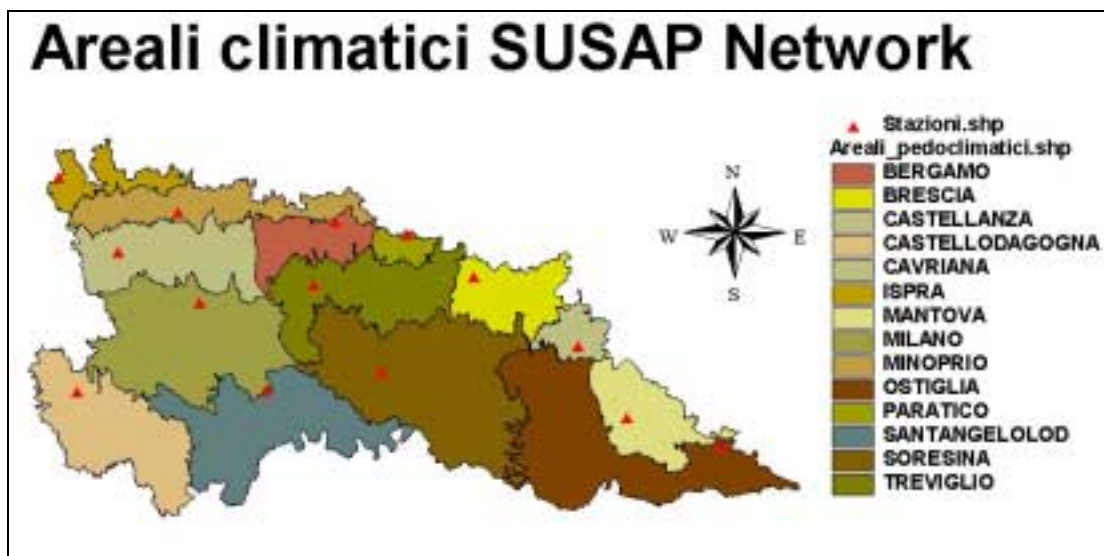 Areali climatici SUSAP Network
Stazioni.shp
Areali_pedoclimatici.shp
BERGAMO
BRESCIA
CASTELLANZA
CASTELLODAGOGNA
CAVRIANA
ISPRA
MANTOVA
MILANO
MINOPRIO
OSTIGLIA
PARATICO
SANTANGELOLOD
SORESINA
TREVIGLIO
N
W E
S